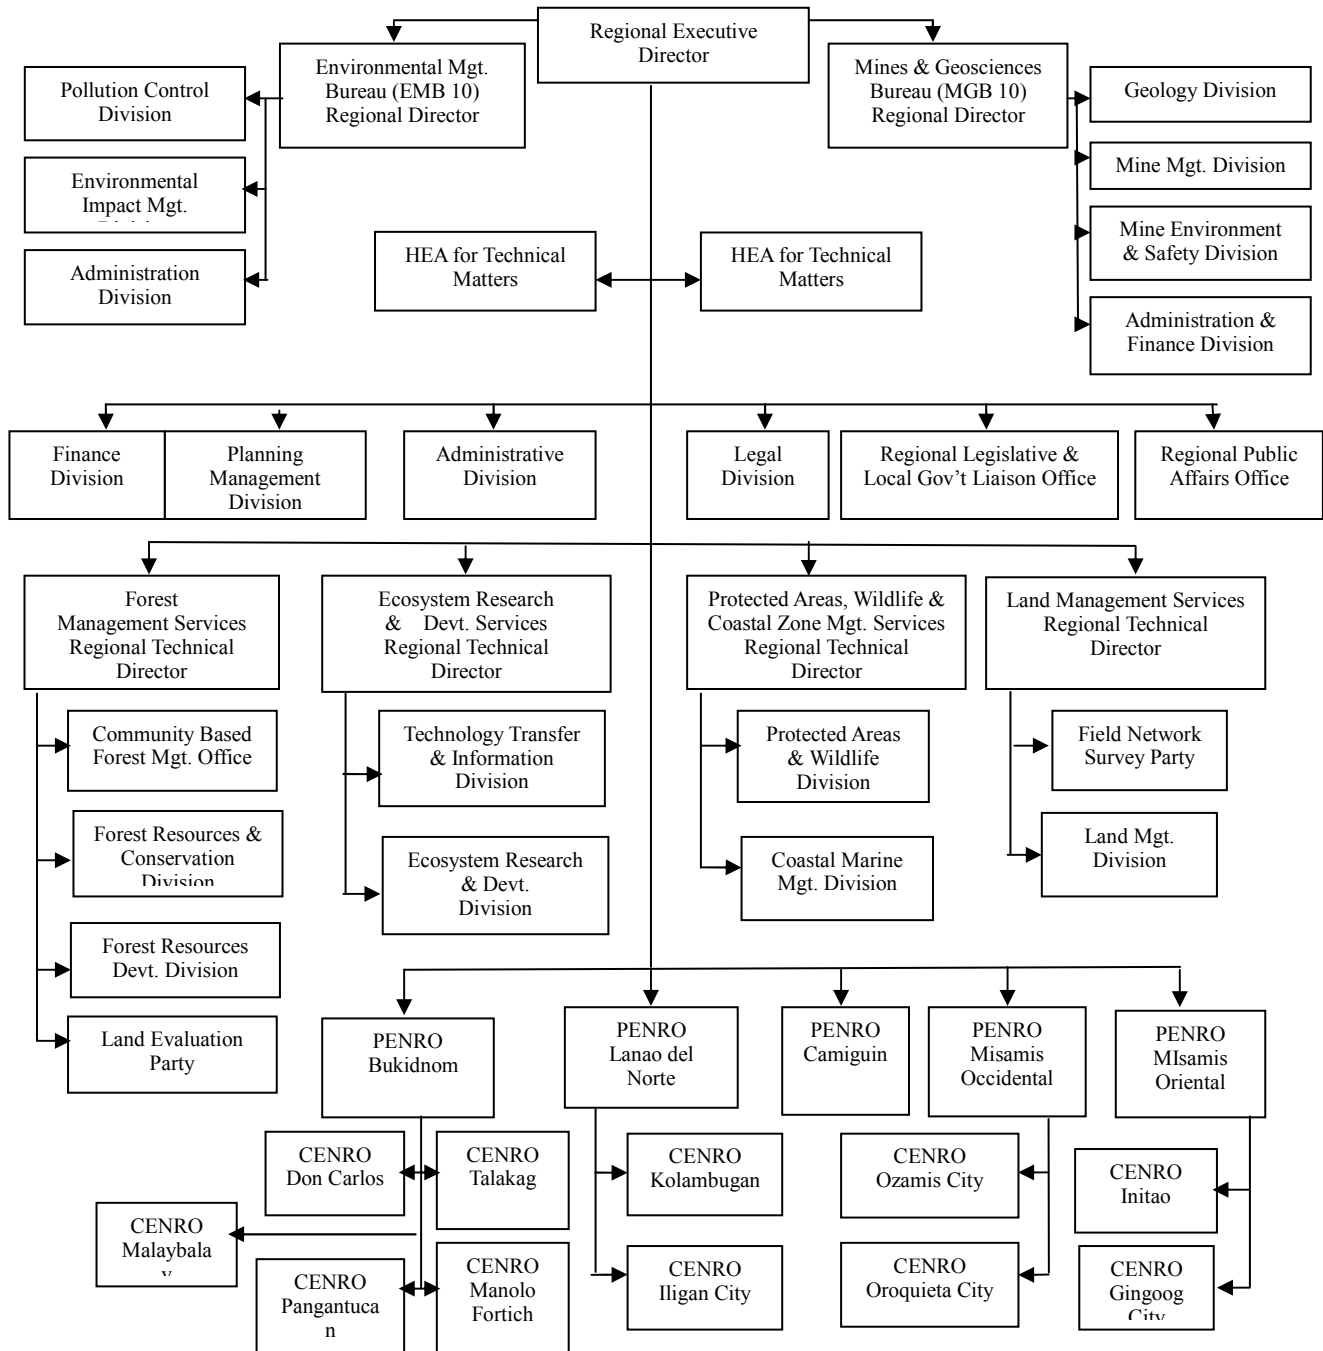 Regional Executive
Director
Environmental Mgt.
Bureau (EMB 10)
Regional Director
Mines & Geosciences
Bureau (MGB 10)
Regional Director
Pollution Control
Division
Environmental
Impact Mgt.
Administration
Division
Geology Division
Mine Mgt. Division
Mine Environment
& Safety Division
Administration &
Finance Division
HEA for Technical
Matters
HEA for Technical
Matters
Finance
Division
Planning
Management
Division
Administrative
Division
Legal
Division
Regional Legislative &
Local Gov’t Liaison Office
Regional Public
Affairs Office
Forest
Management Services
Regional Technical
Director
Ecosystem Research
& Devt. Services
Regional Technical
Director
Protected Areas, Wildlife &
Coastal Zone Mgt. Services
Regional Technical
Director
Land Management Services
Regional Technical
Director
Community Based
Forest Mgt. Office
Forest Resources &
Conservation
Division
Forest Resources
Devt. Division
Land Evaluation
Party
Technology Transfer
& Information
Division
Ecosystem Research
& Devt.
Division
Protected Areas
& Wildlife
Division
Coastal Marine
Mgt. Division
Field Network
Survey Party
Land Mgt.
Division
PENRO
Bukidnom
PENRO
Lanao del
Norte
PENRO
Camiguin
PENRO
Misamis
Occidental
PENRO
MIsamis
Oriental
CENRO
Don Carlos
CENRO
Talakag
CENRO
Malaybala
y
CENRO
Pangantuca
n
CENRO
Manolo
Fortich
CENRO
Kolambugan
CENRO
Iligan City
CENRO
Ozamis City
CENRO
Oroquieta City
CENRO
Initao
CENRO
Gingoog
City